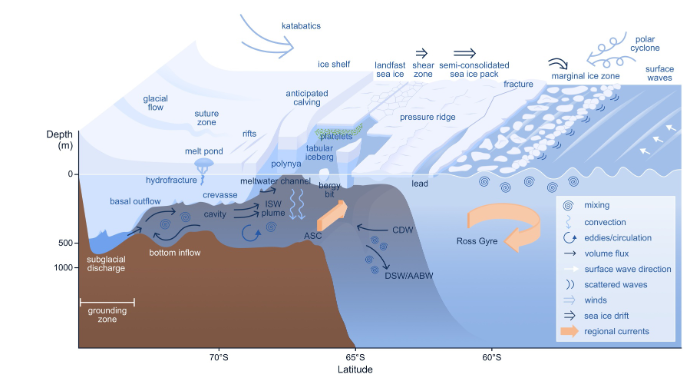 katabatics
polar
cyclone
ice shelf
landfast
sea ice
shear
zone
semi-consolidated
sea ice pack
marginal ice zone
surface
waves
fracture
anticipated
calving
glacial
flow
suture
zone
pressure ridge
Depth
(m)
rifts
platelets
melt pond
tabular
iceberg
polynya
0
hydrofracture
meltwater channel
bergy
bit
lead
crevasse
basal outflow
ISW
plume
cavity
mixing
convection
CDW
ASC
Ross Gyre
eddies/circulation
500
bottom inflow
volume flux
subglacial
discharge
1000
surface wave direction
DSW/AABW
scattered waves
winds
grounding
zone
sea ice drift
regional currents
70°S
65°S
60°S
Latitude